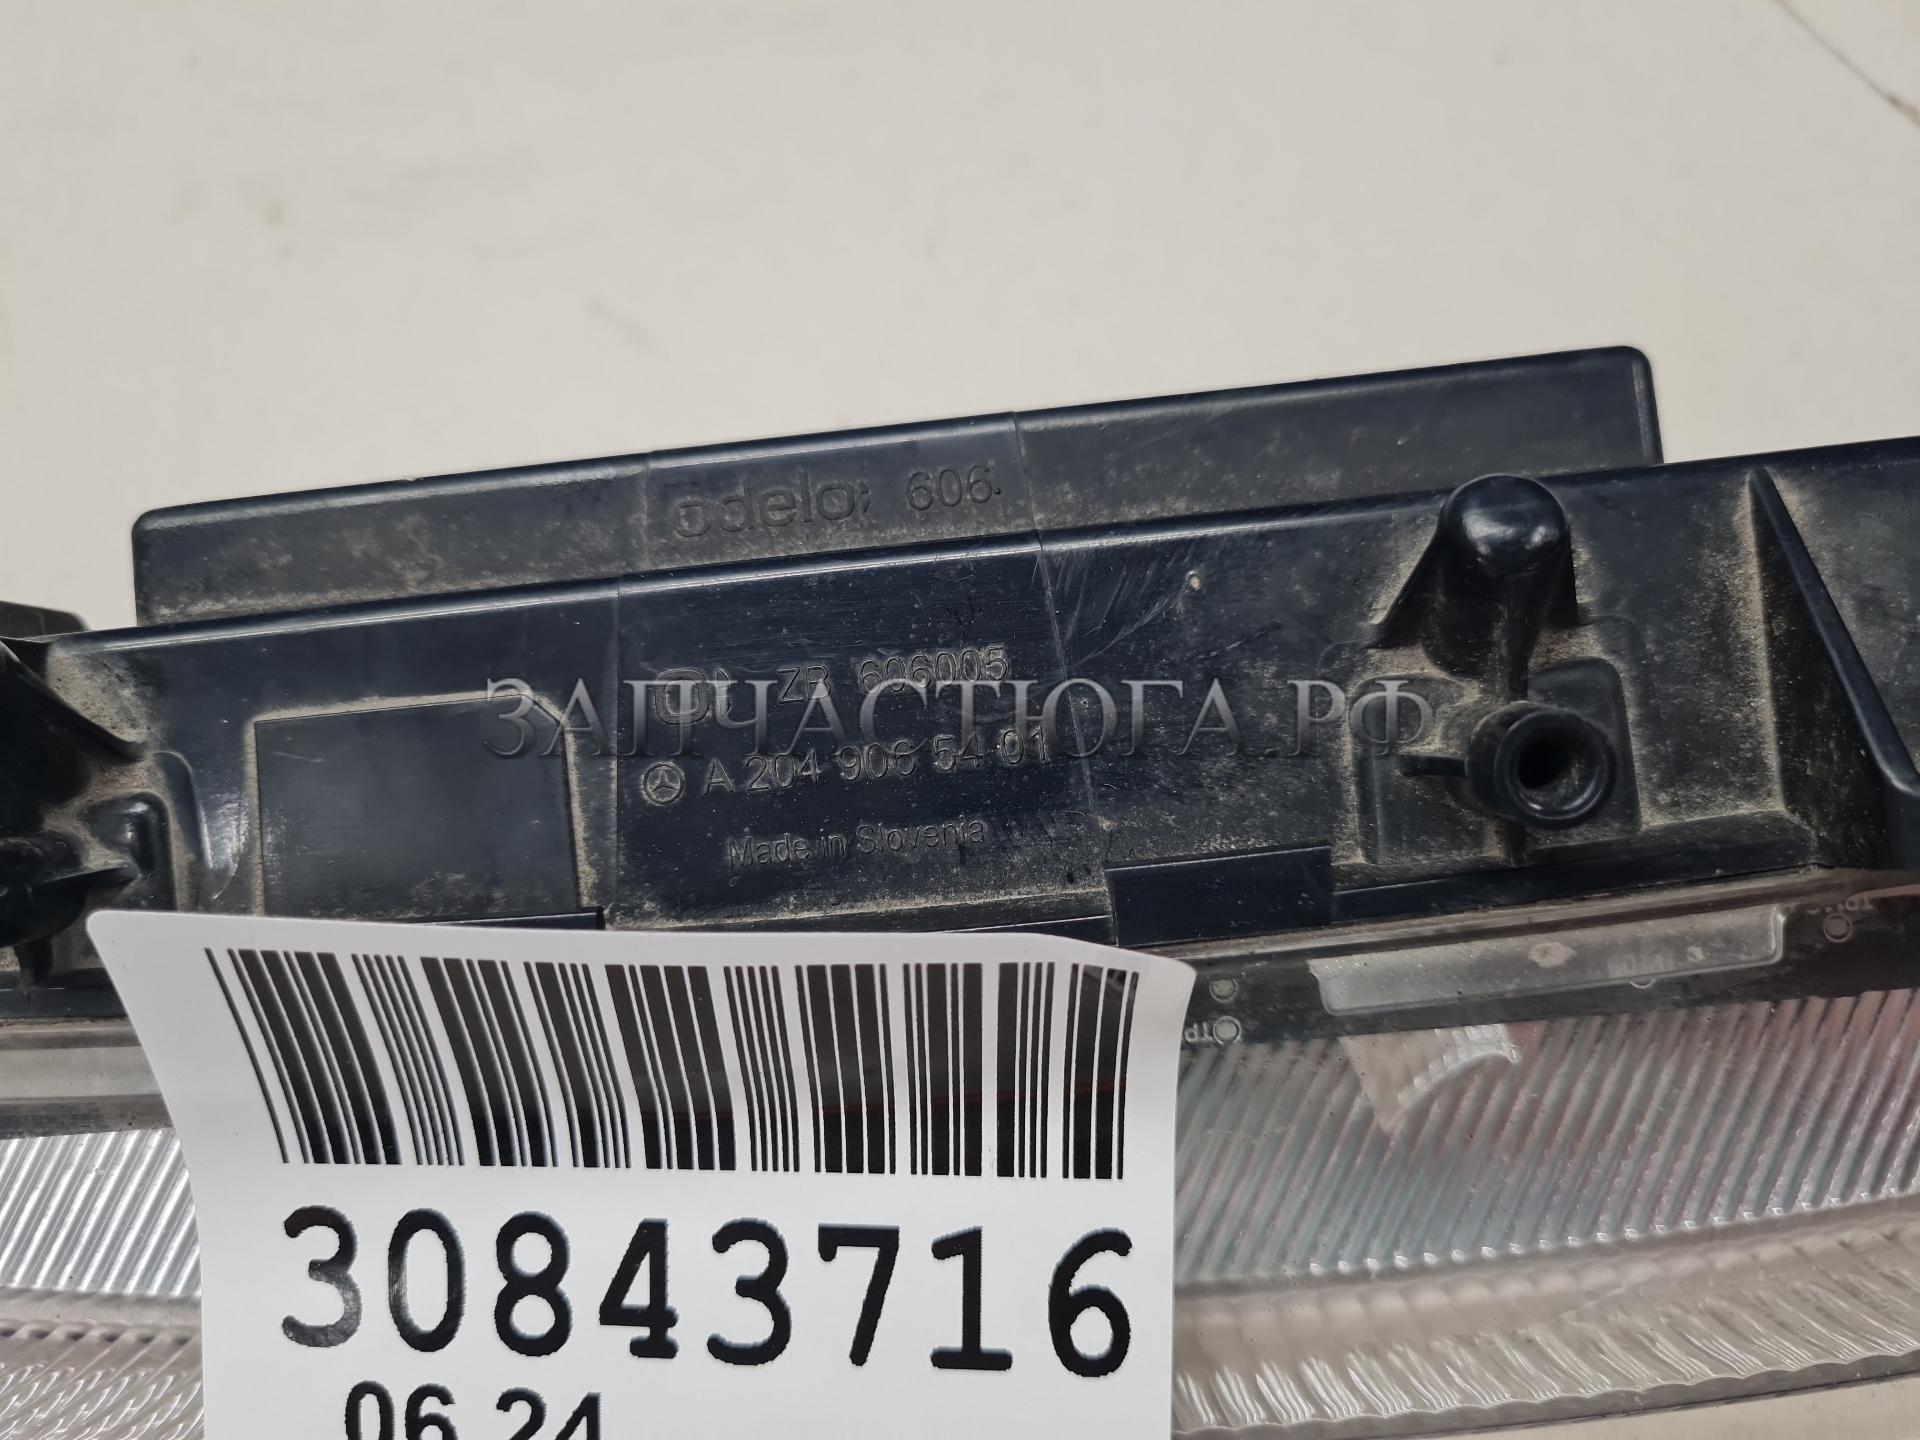 odelo 606.
ZB 606005
ЗАПЧАСТЮГА.РФ
A 204 906 54 01
Made in Slovenia
30843716
06.24